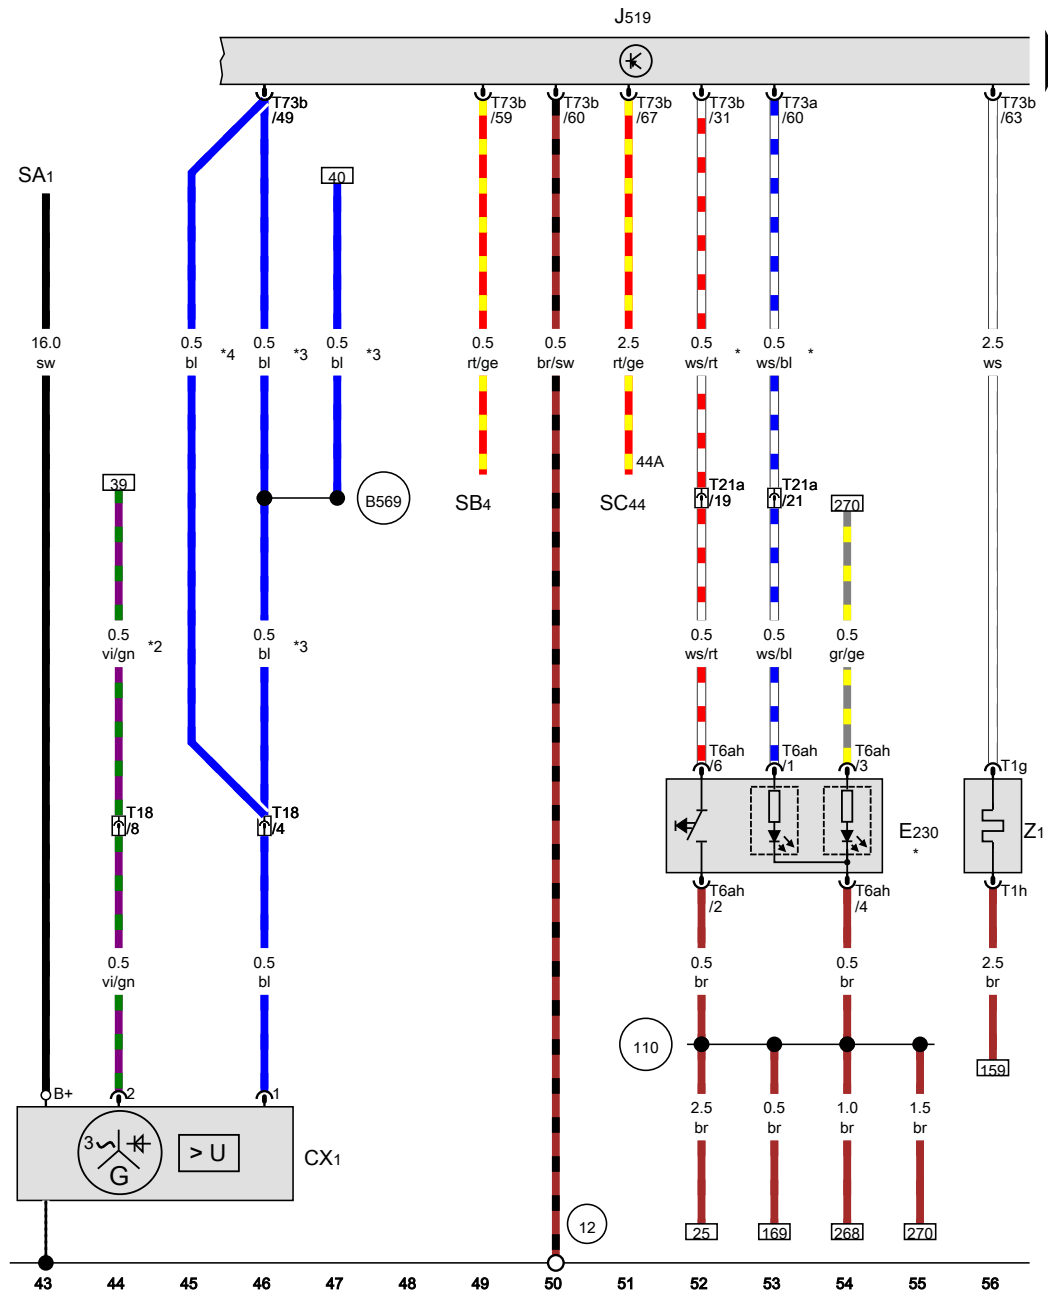 J519
T73b /49
T73b /59
T73b /60
T73b /67
T73b /31
T73a /60
T73b /63
SA1
40
16.0 sw
0.5 bl *4
0.5 bl *3
0.5 bl *3
0.5 rt/ge
0.5 br/sw
2.5 rt/ge
0.5 ws/rt *
0.5 ws/bl *
2.5 ws
44A
39
B569
SB4
SC44
T21a /19
T21a /21
270
0.5 vi/gn *2
0.5 bl *3
0.5 ws/rt
0.5 ws/bl
0.5 gr/ge
T6ah /6
T6ah /1
T6ah /3
T1g
T18 /8
T18 /4
E230 *
Z1
T6ah /2
T6ah /4
T1h
0.5 vi/gn
0.5 bl
0.5 br
0.5 br
2.5 br
110
159
B+
2
1
2.5 br
0.5 br
1.0 br
1.5 br
3
G
> U
CX1
12
25
169
268
270
43 44 45 46 47 48 49 50 51 52 53 54 55 56